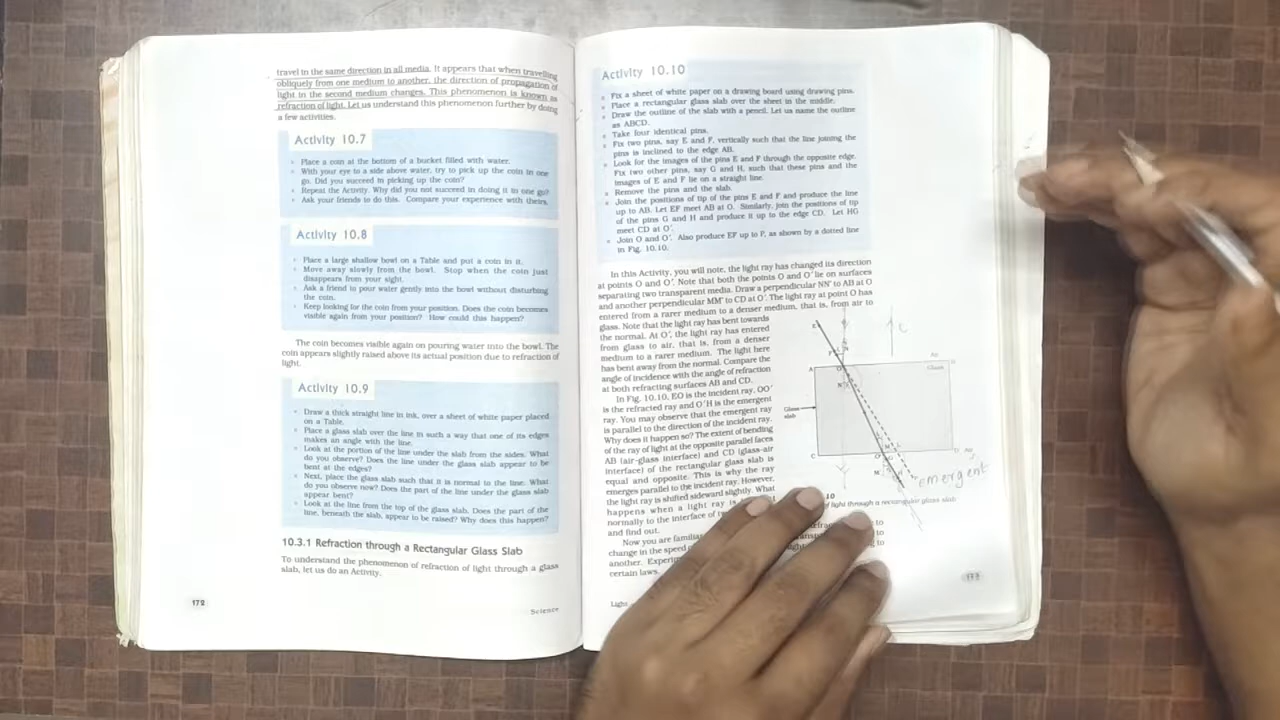 travel in the same direction in all media. It appears that when travelling
obliquely from one medium to another, the direction of propagation of
light in the second medium changes. This phenomenon is known as
refraction of light. Let us understand this phenomenon further by doing
a few activities.
Activity 10.7
Place a coin at the bottom of a bucket filled with water.
With your eye to a side above water, try to pick up the coin in one
go. Did you succeed in picking up the coin?
Repeat the Activity. Why did you not succeed in doing it in one go?
Ask your friends to do this. Compare your experience with theirs.
Activity 10.8
Place a large shallow bowl on a Table and put a coin in it.
Move away slowly from the bowl. Stop when the coin just
disappears from your sight.
Ask a friend to pour water gently into the bowl without disturbing
the coin.
Keep looking for the coin from your position. Does the coin becomes
visible again from your position? How could this happen?
The coin becomes visible again on pouring water into the bowl. The
coin appears slightly raised above its actual position due to refraction of
light.
Activity 10.9
Draw a thick straight line in ink, over a sheet of white paper placed
on a Table.
Place a glass slab over the line in such a way that one of its edges
makes an angle with the line.
Look at the portion of the line under the slab from the sides. What
do you observe? Does the line under the glass slab appear to be
bent at the edges?
Next, place the glass slab such that it is normal to the line. What
do you observe now? Does the part of the line under the glass slab
appear bent?
Look at the line from the top of the glass slab. Does the part of the
line, beneath the slab, appear to be raised? Why does this happen?
10.3.1 Refraction through a Rectangular Glass Slab
To understand the phenomenon of refraction of light through a glass
slab, let us do an Activity.
172
Science
Activity 10.10
Fix a sheet of white paper on a drawing board using drawing pins.
Place a rectangular glass slab over the sheet in the middle.
Draw the outline of the slab with a pencil. Let us name the outline
as ABCD.
Take four identical pins.
Fix two pins, say E and F, vertically such that the line joining the
pins is inclined to the edge AB.
Look for the images of the pins E and F through the opposite edge.
Fix two other pins, say G and H, such that these pins and the
images of E and F lie on a straight line.
Remove the pins and the slab.
Join the positions of tip of the pins E and F and produce the line
up to AB. Let EF meet AB at O. Similarly, join the positions of tip
of the pins G and H and produce it up to the edge CD. Let HG
meet CD at O′.
Join O and O′. Also produce EF up to P, as shown by a dotted line
in Fig. 10.10.
In this Activity, you will note, the light ray has changed its direction
at points O and O′. Note that both the points O and O′ lie on surfaces
separating two transparent media. Draw a perpendicular NN′ to AB at O
and another perpendicular MM′ to CD at O′. The light ray at point O has
entered from a rarer medium to a denser medium, that is, from air to
glass. Note that the light ray has bent towards
the normal. At O′, the light ray has entered
from glass to air, that is, from a denser
medium to a rarer medium. The light here
has bent away from the normal. Compare the
angle of incidence with the angle of refraction
at both refracting surfaces AB and CD.
In Fig. 10.10, EO is the incident ray, OO′
is the refracted ray and O′H is the emergent
ray. You may observe that the emergent ray
is parallel to the direction of the incident ray.
Why does it happen so? The extent of bending
of the ray of light at the opposite parallel faces
AB (air-glass interface) and CD (glass-air
interface) of the rectangular glass slab is
equal and opposite. This is why the ray
emerges parallel to the incident ray. However,
the light ray is shifted sideward slightly. What
happens when a light ray is
normally to the interface of
and find out.
Now you are
change in the speed
another.
certain laws.
E
F
A
O
Glass
Glass
slab
C
emergent
10
of light through a rectangular glass slab
to
to
to
Light
173